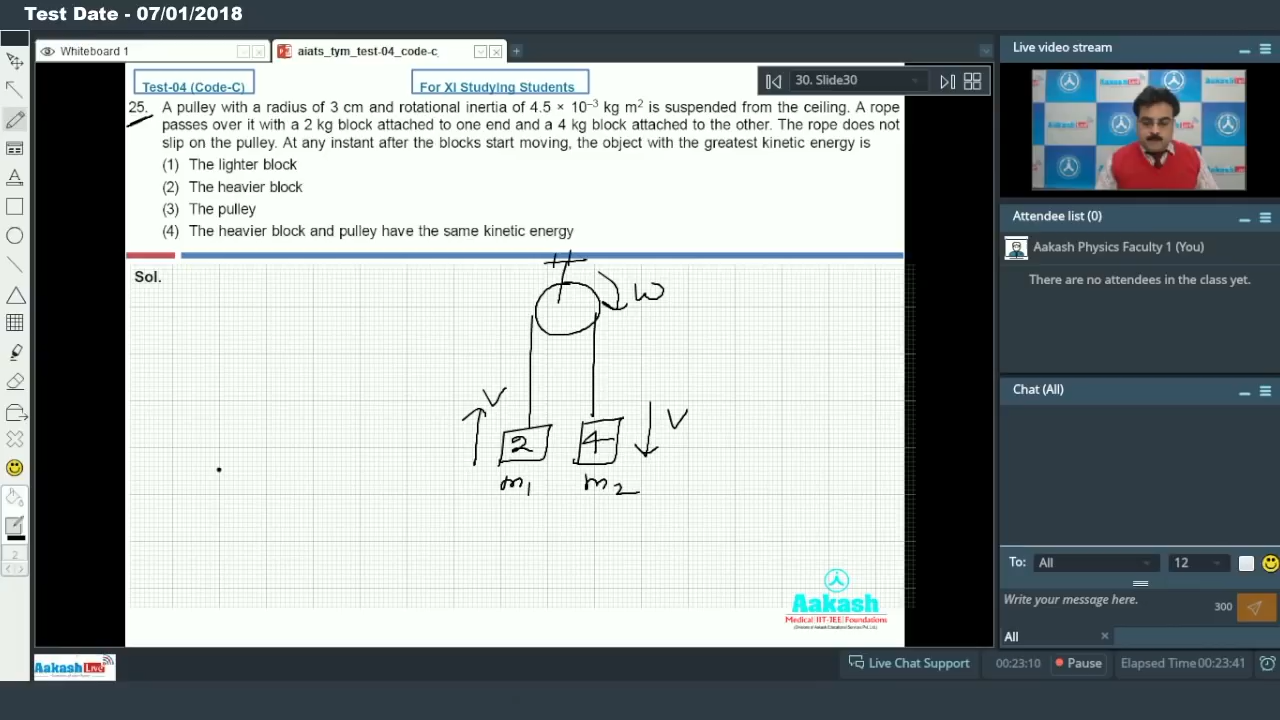 Test Date - 07/01/2018
Whiteboard 1
aiats_tym_test-04_code-c
Live video stream
Test-04 (Code-C)
For XI Studying Students
30. Slide30
25. A pulley with a radius of 3 cm and rotational inertia of 4.5 × 10⁻³ kg m² is suspended from the ceiling. A rope
passes over it with a 2 kg block attached to one end and a 4 kg block attached to the other. The rope does not
slip on the pulley. At any instant after the blocks start moving, the object with the greatest kinetic energy is
(1) The lighter block
(2) The heavier block
(3) The pulley
(4) The heavier block and pulley have the same kinetic energy
Sol.
ω
V
V
2
4
m₁
m₂
Attendee list (0)
Aakash Physics Faculty 1 (You)
There are no attendees in the class yet.
Chat (All)
To: All 12
Write your message here.
300
All
2
Aakash
Medical|IIT-JEE|Foundations
Aakash Live
Live Chat Support
00:23:10
Pause
Elapsed Time 00:23:41